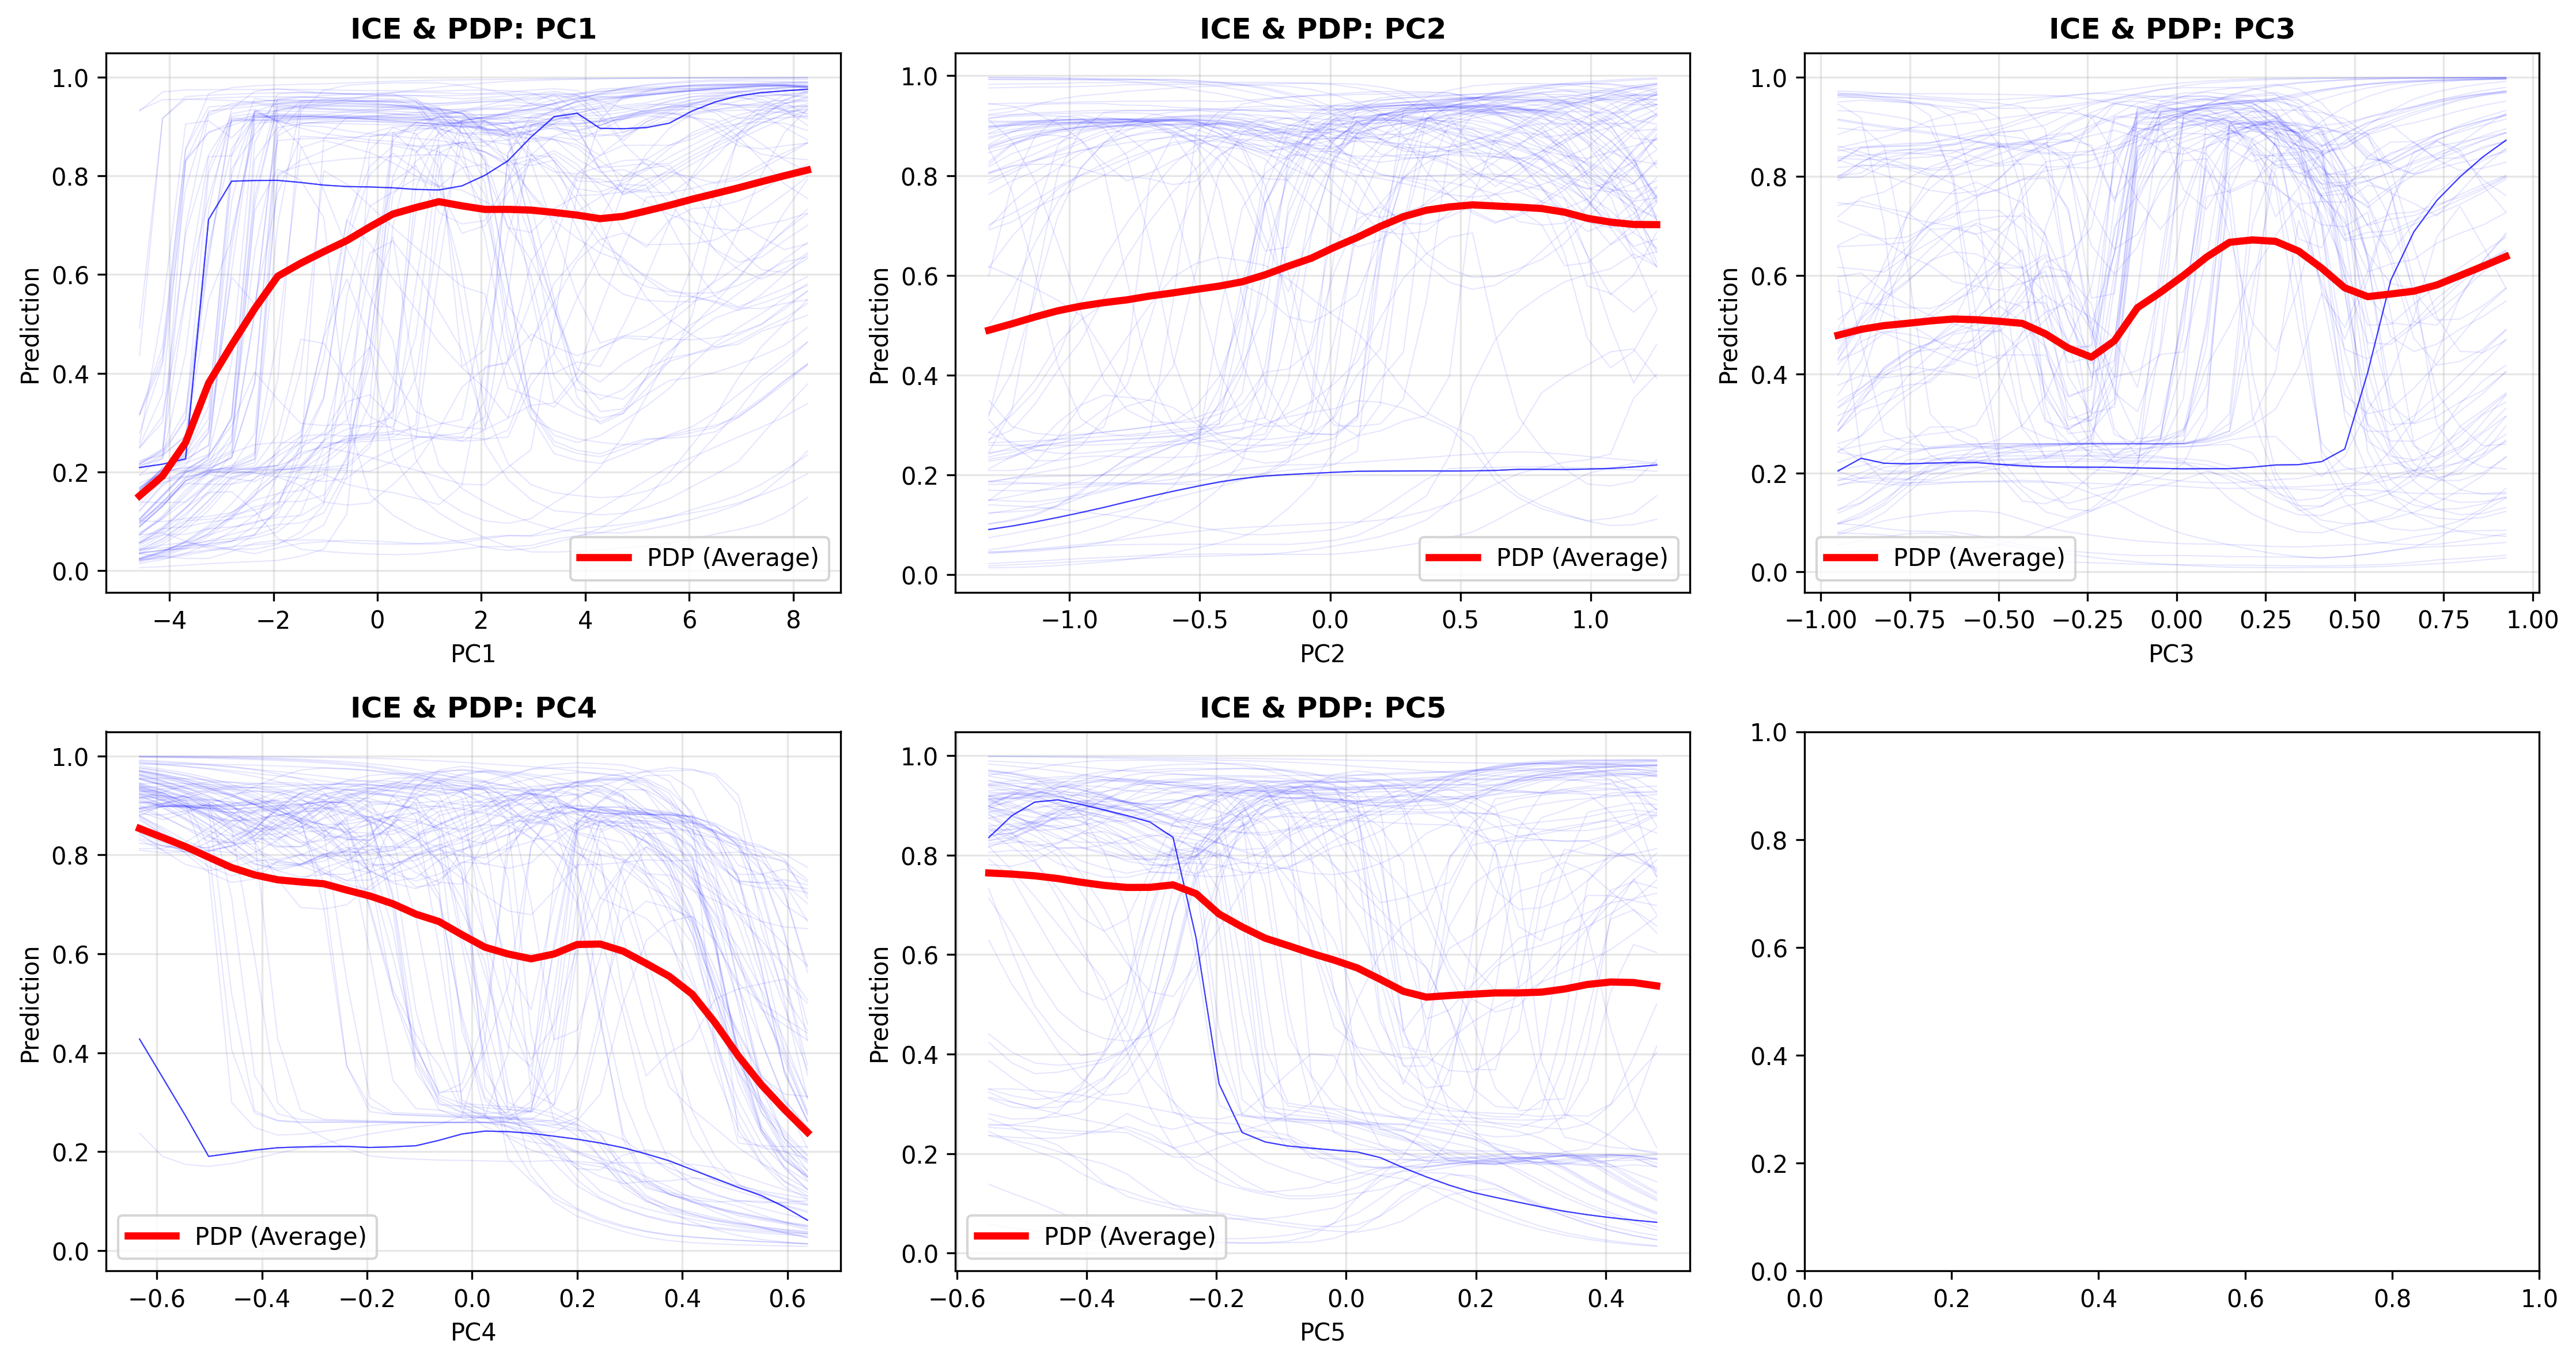 ICE & PDP: PC1
1.0
0.8
0.6
0.4
0.2
0.0
Prediction
PDP (Average)
−4 −2 0 2 4 6 8
PC1
ICE & PDP: PC2
1.0
0.8
0.6
0.4
0.2
0.0
Prediction
PDP (Average)
−1.0 −0.5 0.0 0.5 1.0
PC2
ICE & PDP: PC3
1.0
0.8
0.6
0.4
0.2
0.0
Prediction
PDP (Average)
−1.00 −0.75 −0.50 −0.25 0.00 0.25 0.50 0.75 1.00
PC3
ICE & PDP: PC4
1.0
0.8
0.6
0.4
0.2
0.0
Prediction
PDP (Average)
−0.6 −0.4 −0.2 0.0 0.2 0.4 0.6
PC4
ICE & PDP: PC5
1.0
0.8
0.6
0.4
0.2
0.0
Prediction
PDP (Average)
−0.6 −0.4 −0.2 0.0 0.2 0.4
PC5
1.0
0.8
0.6
0.4
0.2
0.0
0.0 0.2 0.4 0.6 0.8 1.0